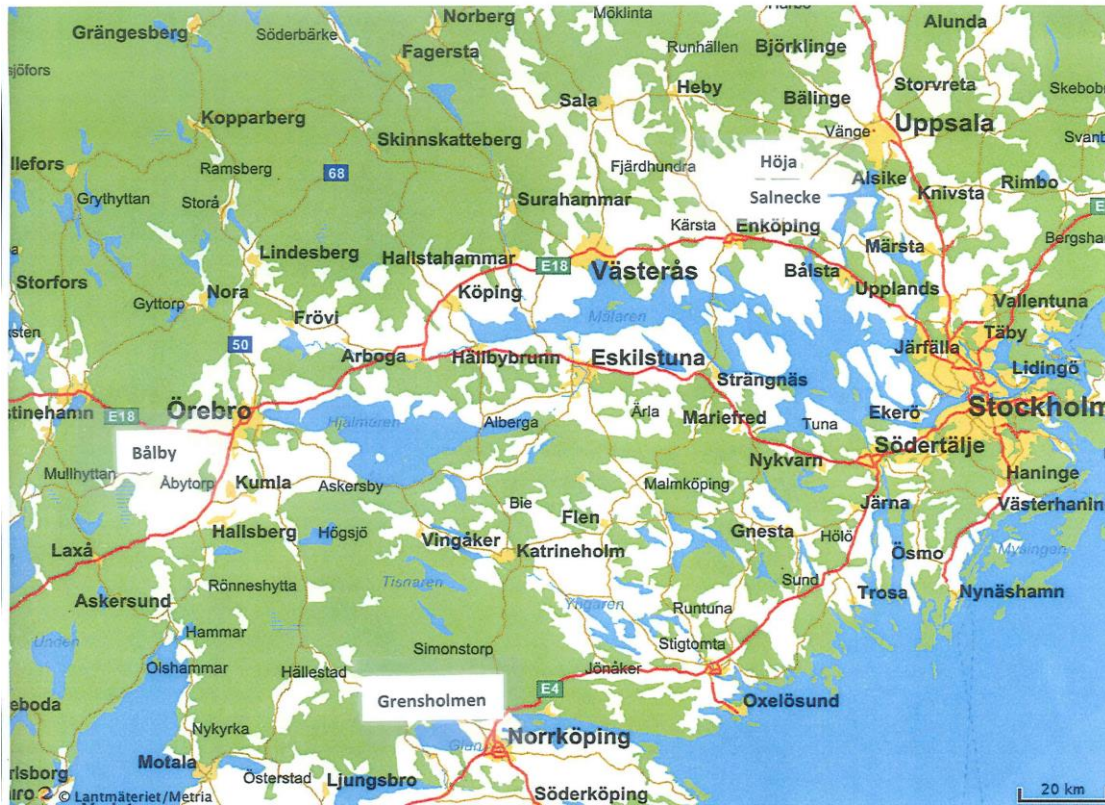 Norberg
Möklinta
Alunda
Grängesberg
Söderbärke
Fagersta
Runhällen
Björklinge
sjöfors
Storvreta
Heby
Bälinge
Skebobr
Sala
Kopparberg
Vänge
Uppsala
Skinnskatteberg
Svant
llefors
Ramsberg
68
Fjärdhundra
Höja
Alsike
Rimbo
Grythyttan
Storå
Surahammar
Salnecke
Knivsta
E
Kärsta
Enköping
Lindesberg
Hallstahammar
E18
Västerås
Märsta
Bergsha
Storfors
Bålsta
Nora
Köping
Upplands
Vallentuna
Gyttorp
Frövi
Mälaren
Täby
ksten
50
Arboga
Hällbybrunn
Eskilstuna
Järfälla
Lidingö
Strängnäs
stinehamn
E18
Örebro
Hjälmaren
Alberga
Ärla
Mariefred
Ekerö
Stockholm
Tuna
Bålby
Södertälje
Mullhyttan
Åbytorp
Kumla
Askersby
Nykvarn
Haninge
Malmköping
Bie
Järna
Västerhanin
Hallsberg
Högsjö
Flen
Gnesta
Vingåker
Hölö
Laxå
Katrineholm
Ösmo
Mysingen
Rönneshytta
Tisnaren
Sund
Askersund
Yngaren
Runtuna
Trosa
Nynäshamn
Unden
Hammar
Simonstorp
Stigtomta
Olshammar
Hällestad
Jönåker
E4
Grensholmen
Oxelösund
eboda
Nykyrka
Glan
Norrköping
Motala
rlsborg
Österstad
Ljungsbro
© Lantmäteriet/Metria
Söderköping
20 km